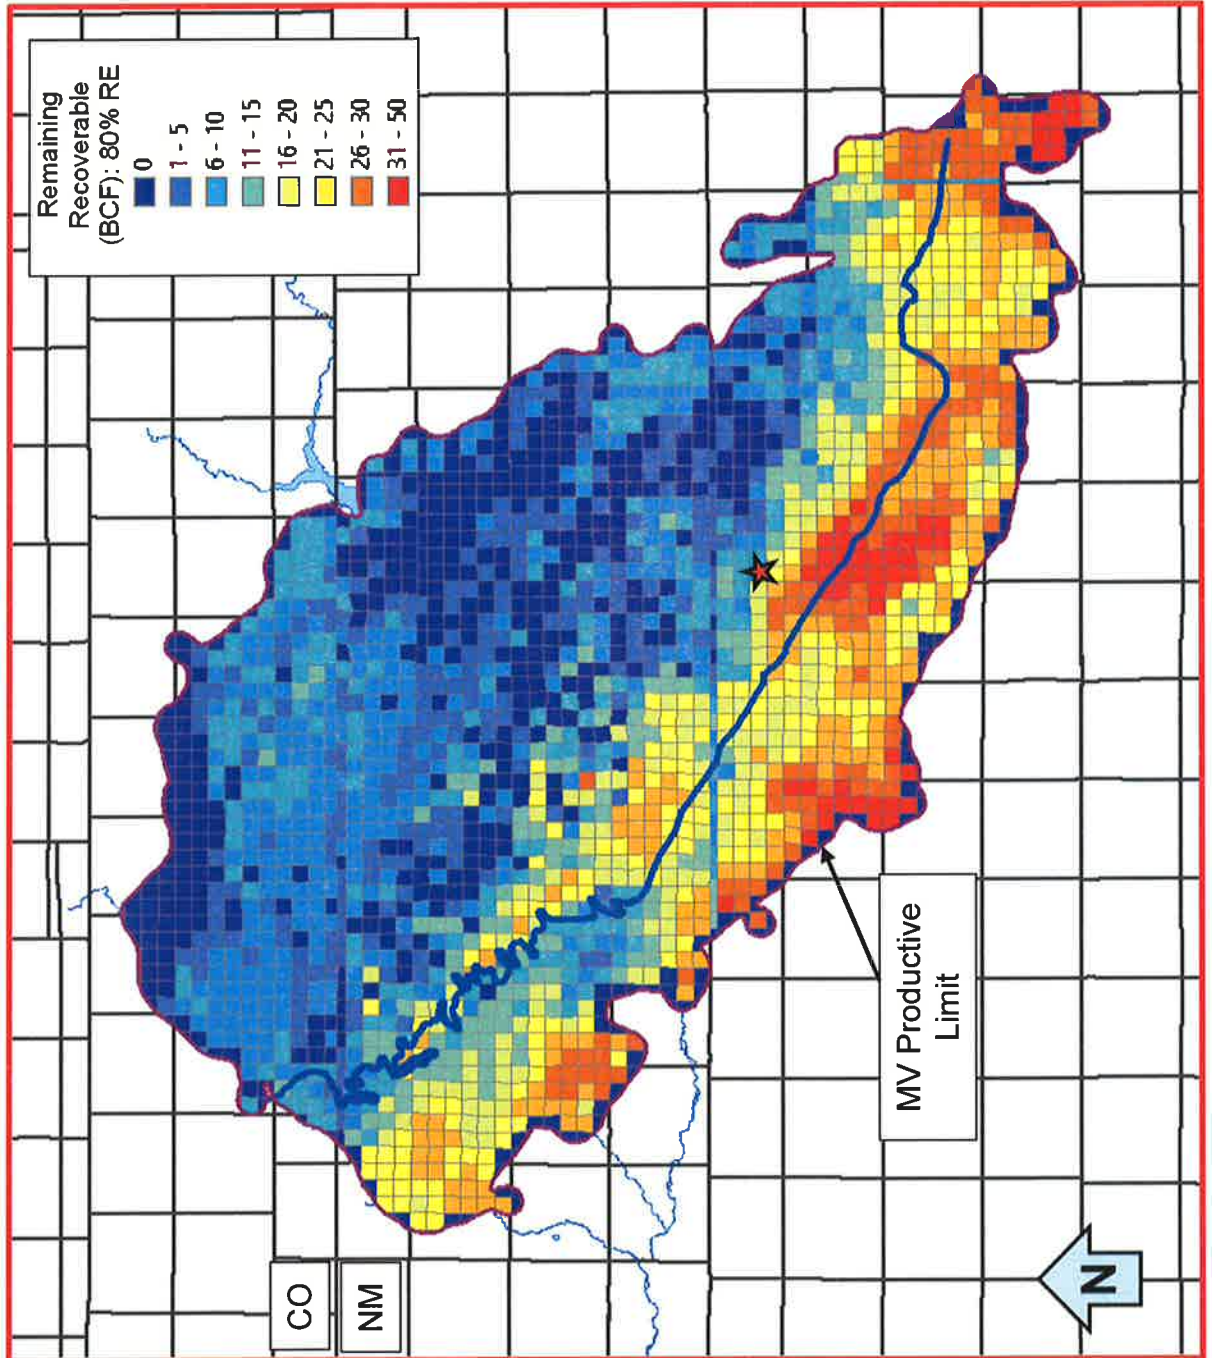 Remaining
Recoverable
(BCF): 80% RE
0
1 - 5
6 - 10
11 - 15
16 - 20
21 - 25
26 - 30
31 - 50
CO
NM
MV Productive
Limit
N